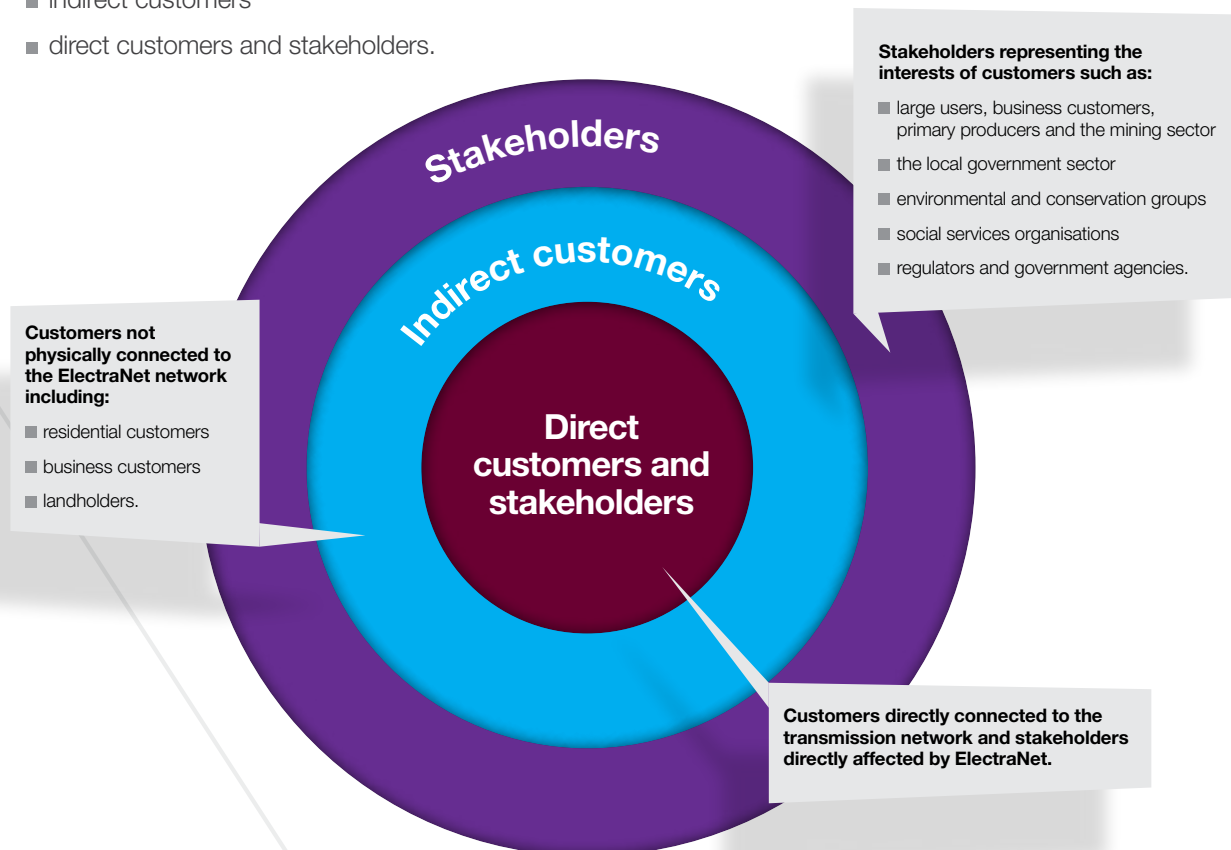 indirect customers
direct customers and stakeholders.
Stakeholders representing the
interests of customers such as:
large users, business customers,
primary producers and the mining sector
the local government sector
environmental and conservation groups
social services organisations
regulators and government agencies.
Stakeholders
Indirect customers
Customers not
physically connected to
the ElectraNet network
including:
residential customers
business customers
landholders.
Direct
customers and
stakeholders
Customers directly connected to the
transmission network and stakeholders
directly affected by ElectraNet.